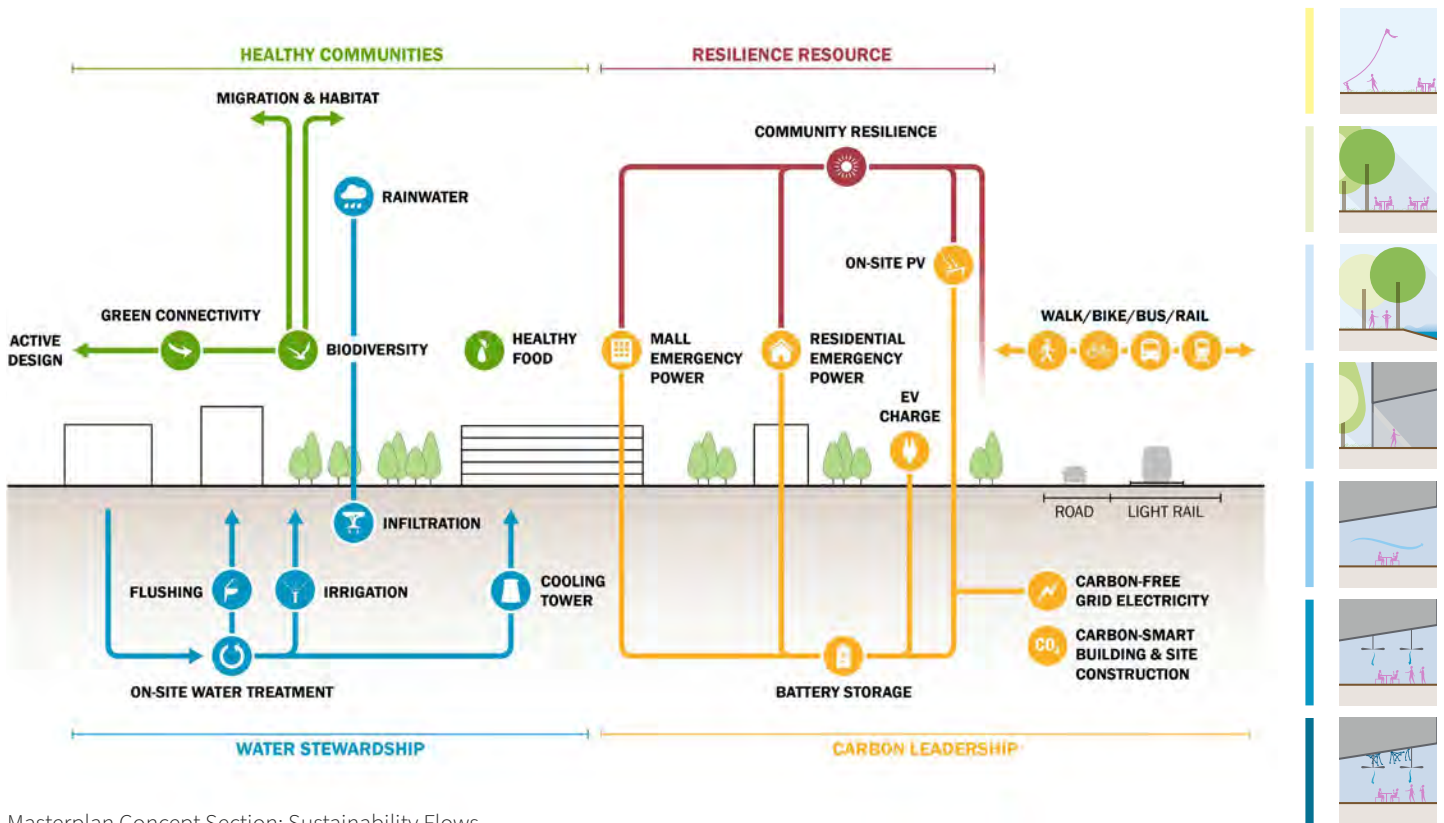 HEALTHY COMMUNITIES
RESILIENCE RESOURCE
MIGRATION & HABITAT
COMMUNITY RESILIENCE
RAINWATER
ON-SITE PV
GREEN CONNECTIVITY
WALK/BIKE/BUS/RAIL
ACTIVE
DESIGN
BIODIVERSITY
HEALTHY
FOOD
MALL
EMERGENCY
POWER
RESIDENTIAL
EMERGENCY
POWER
EV
CHARGE
ROAD
LIGHT RAIL
INFILTRATION
FLUSHING
IRRIGATION
COOLING
TOWER
CARBON-FREE
GRID ELECTRICITY
CO₂
CARBON-SMART
BUILDING & SITE
CONSTRUCTION
ON-SITE WATER TREATMENT
BATTERY STORAGE
WATER STEWARDSHIP
CARBON LEADERSHIP
Masterplan Concept Section: Sustainability Flows